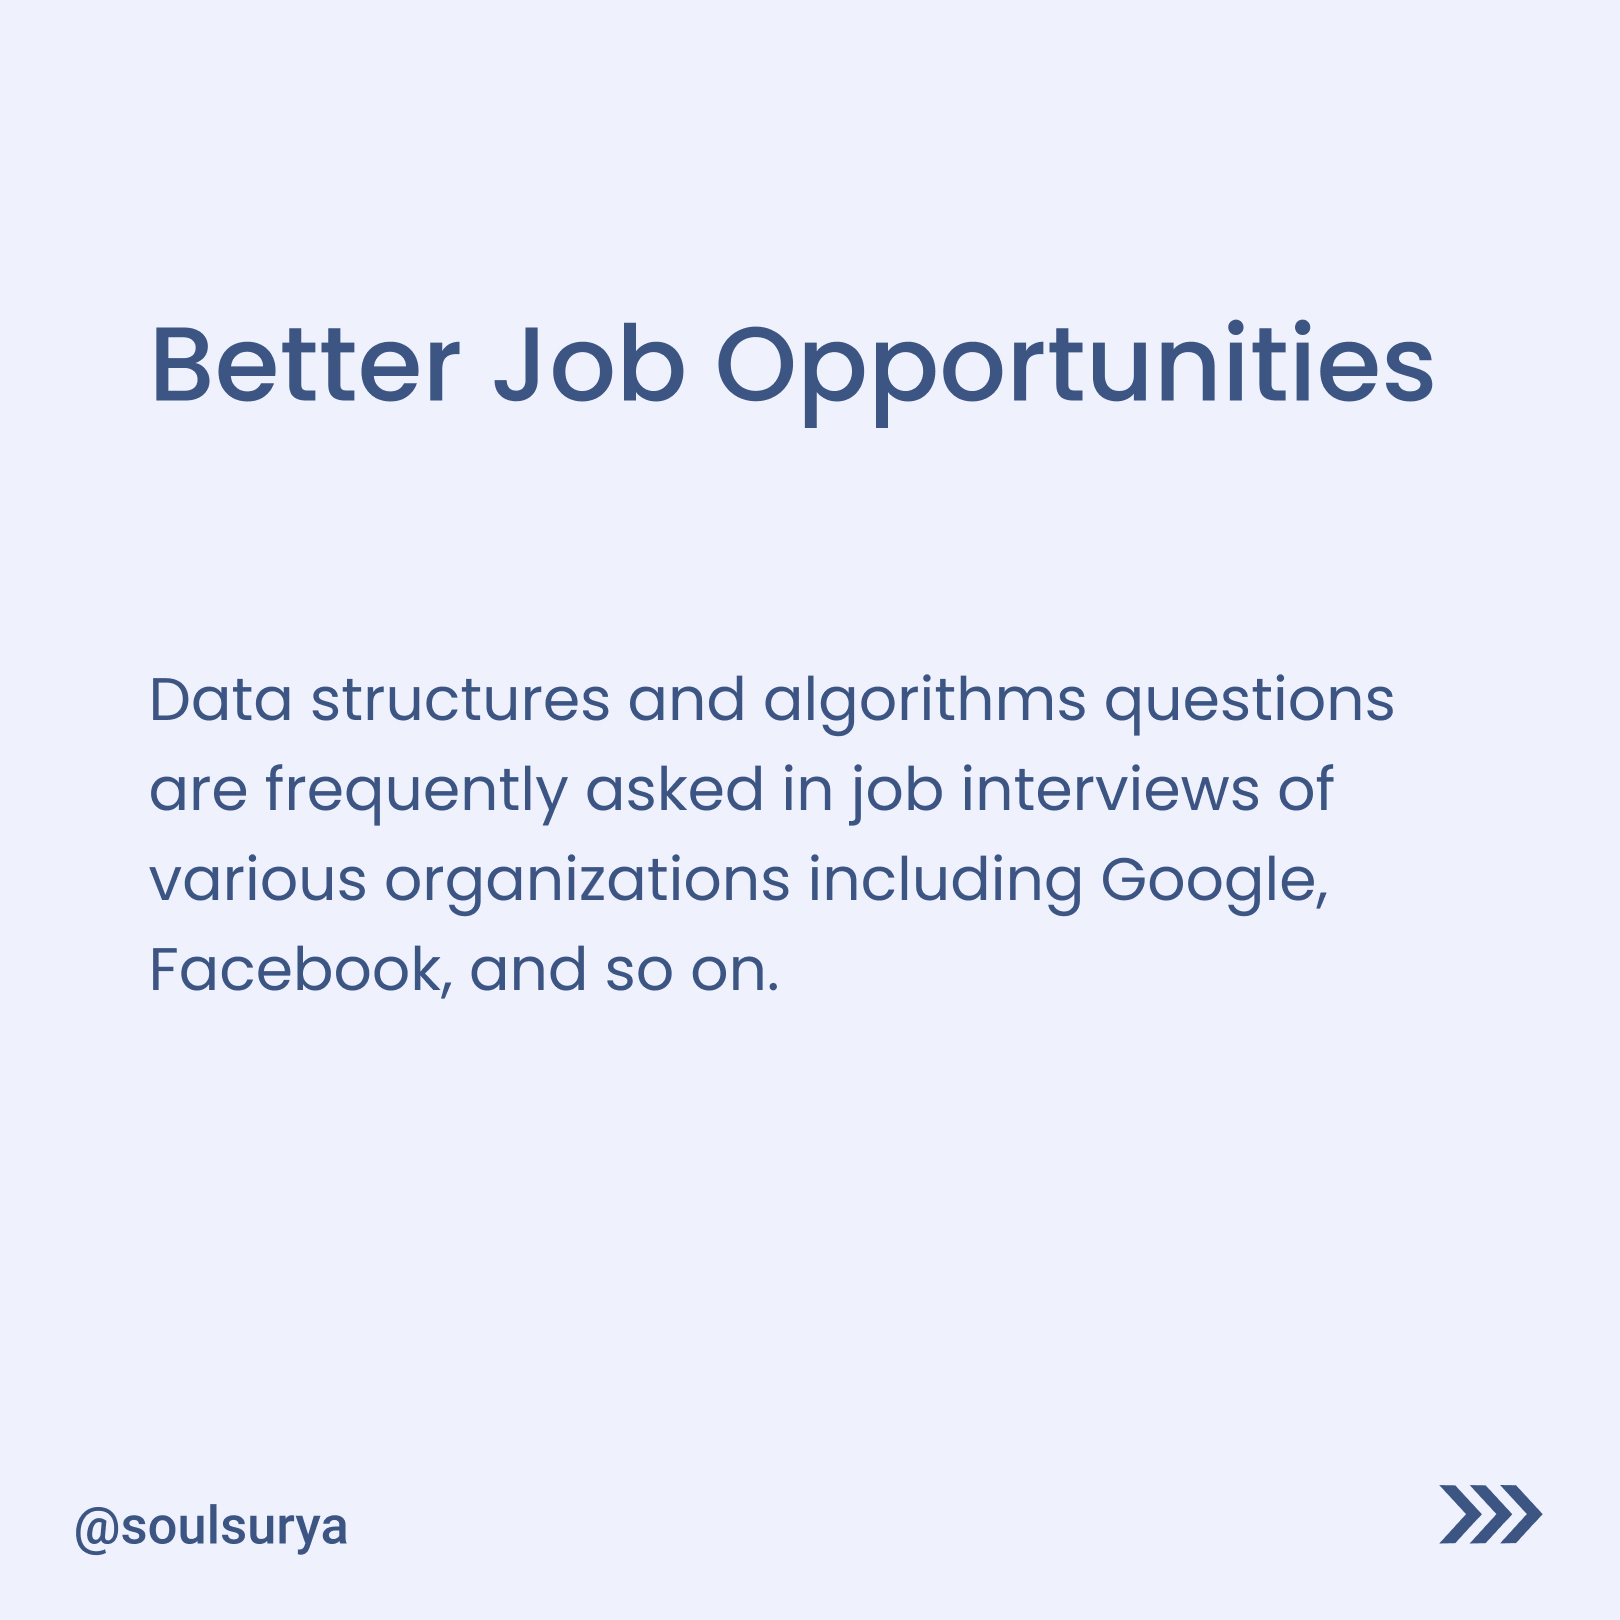 Better Job Opportunities
Data structures and algorithms questions
are frequently asked in job interviews of
various organizations including Google,
Facebook, and so on.
@soulsurya